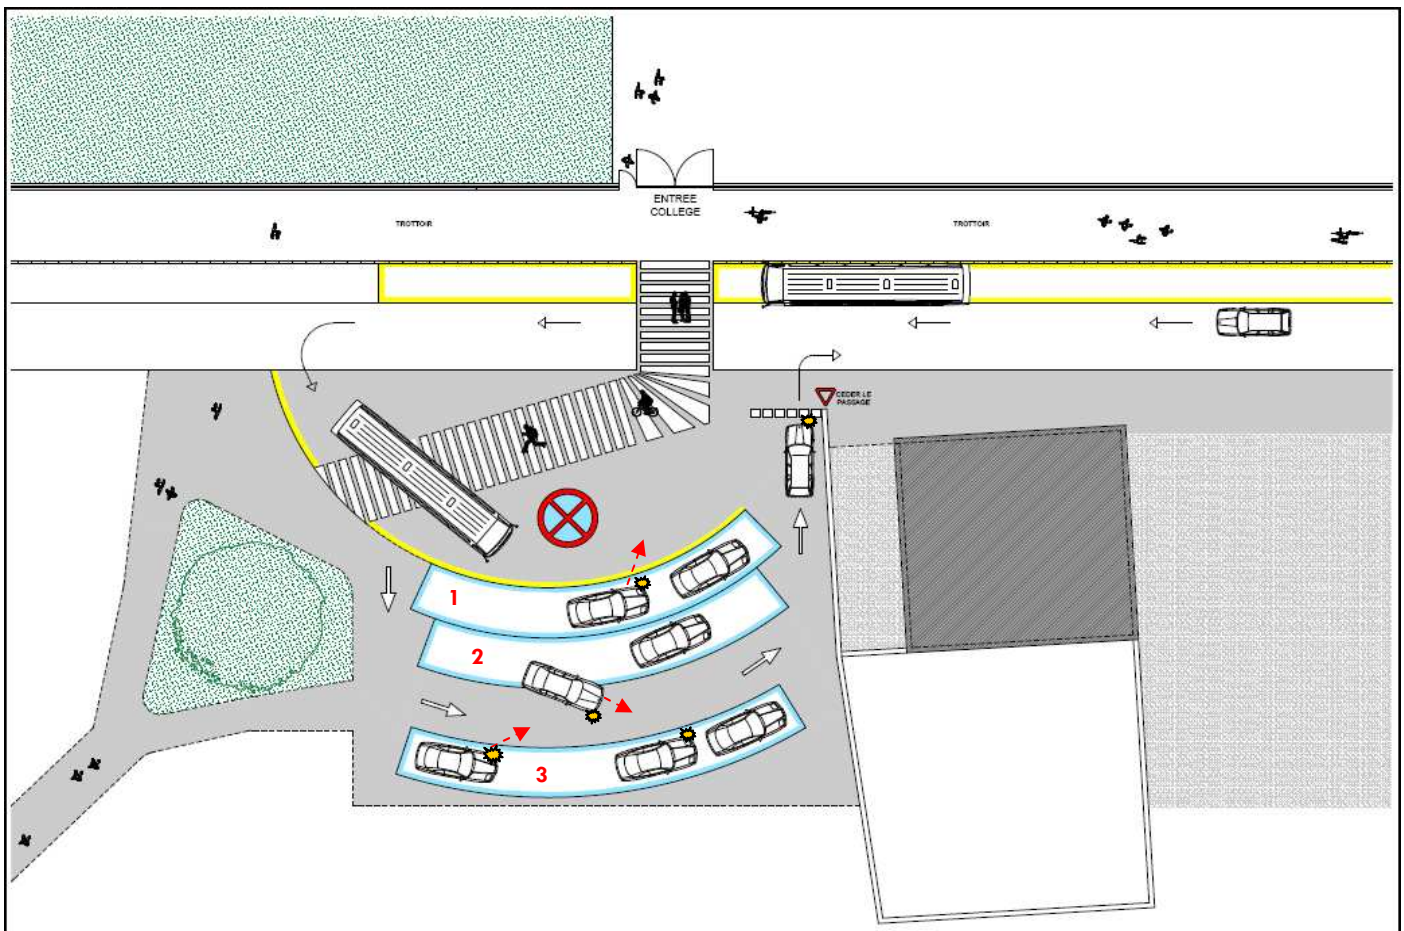 ENTREE
COLLEGE
TROTTOIR
TROTTOIR
CEDER LE
PASSAGE
1
2
3